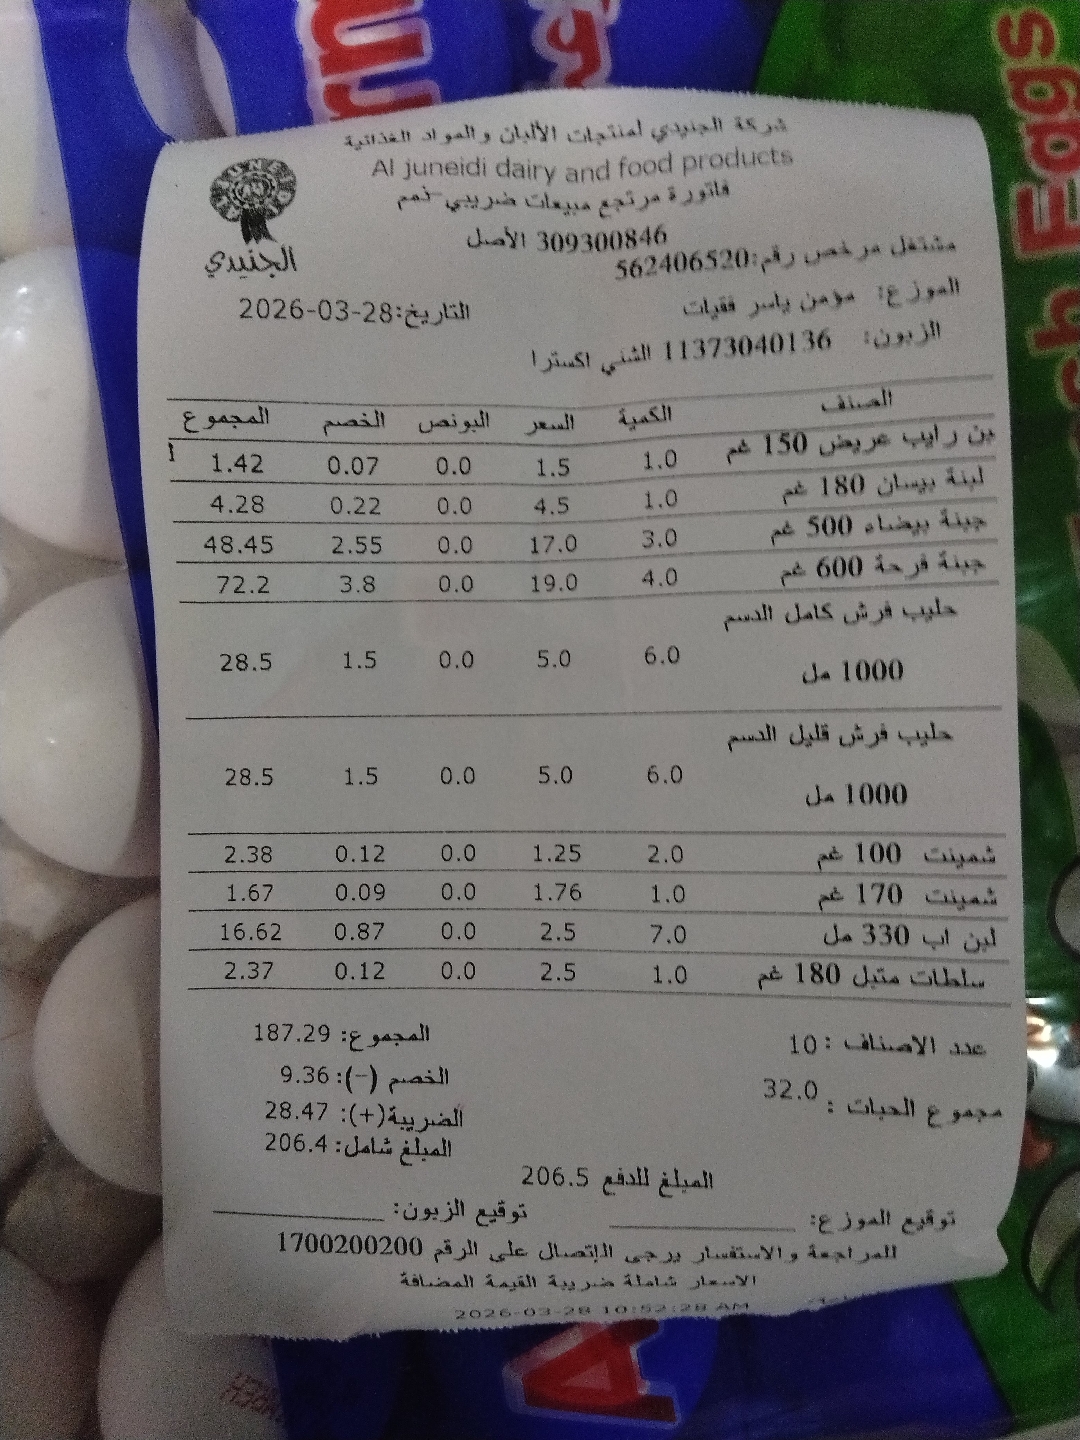 شركة الجنيدي لمنتجات الألبان والمواد الغذائية
Al juneidi dairy and food products
فاتورة مرتجع مبيعات ضريبي-ذمم
309300846 الأصل
مشتغل مرخص رقم:562406520
الجنيدي
الموزع: مؤمن ياسر فقيات
التاريخ:2026-03-28
الزبون: 11373040136 الشني اكسترا
الصنف الكمية السعر البونص الخصم المجموع
بن رايب عريض 150 غم 1.0 1.5 0.0 0.07 1.42
لبنة بيسان 180 غم 1.0 4.5 0.0 0.22 4.28
جبنة بيضاء 500 غم 3.0 17.0 0.0 2.55 48.45
جبنة فرحة 600 غم 4.0 19.0 0.0 3.8 72.2
حليب فرش كامل الدسم
1000 مل 6.0 5.0 0.0 1.5 28.5
حليب فرش قليل الدسم
1000 مل 6.0 5.0 0.0 1.5 28.5
شمينت 100 غم 2.0 1.25 0.0 0.12 2.38
شمينت 170 غم 1.0 1.76 0.0 0.09 1.67
لبن اب 330 مل 7.0 2.5 0.0 0.87 16.62
سلطات متبل 180 غم 1.0 2.5 0.0 0.12 2.37
عدد الاصناف : 10
المجموع: 187.29
الخصم (-): 9.36
مجموع الحبات : 32.0
الضريبة(+): 28.47
المبلغ شامل: 206.4
المبلغ للدفع 206.5
توقيع الموزع: توقيع الزبون:
للمراجعة والاستفسار يرجى الإتصال على الرقم 1700200200
الاسعار شاملة ضريبة القيمة المضافة
2026-03-28 10:52:28 AM
Eggs